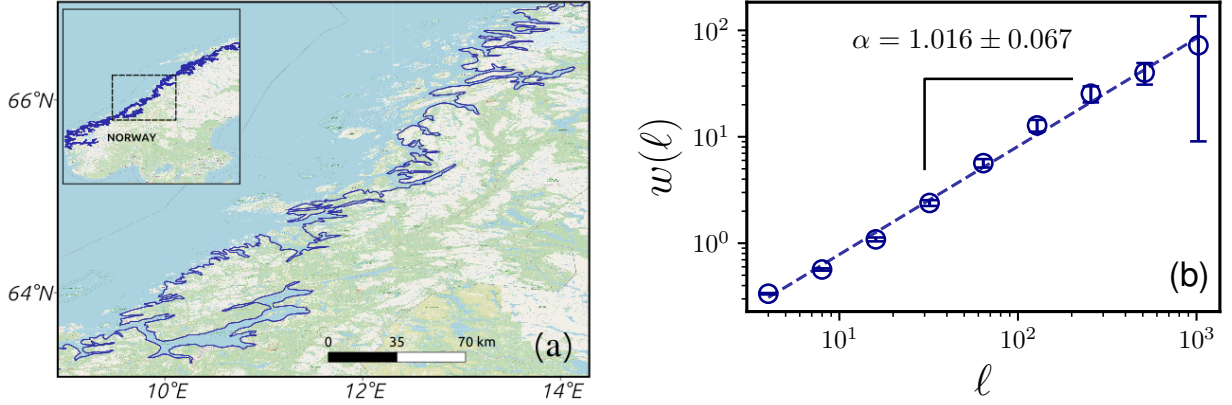 NORWAY
66°N
64°N
0 35 70 km
(a)
10°E 12°E 14°E
α = 1.016 ± 0.067
10²
10¹
10⁰
w(ℓ)
(b)
10¹ 10² 10³
ℓ